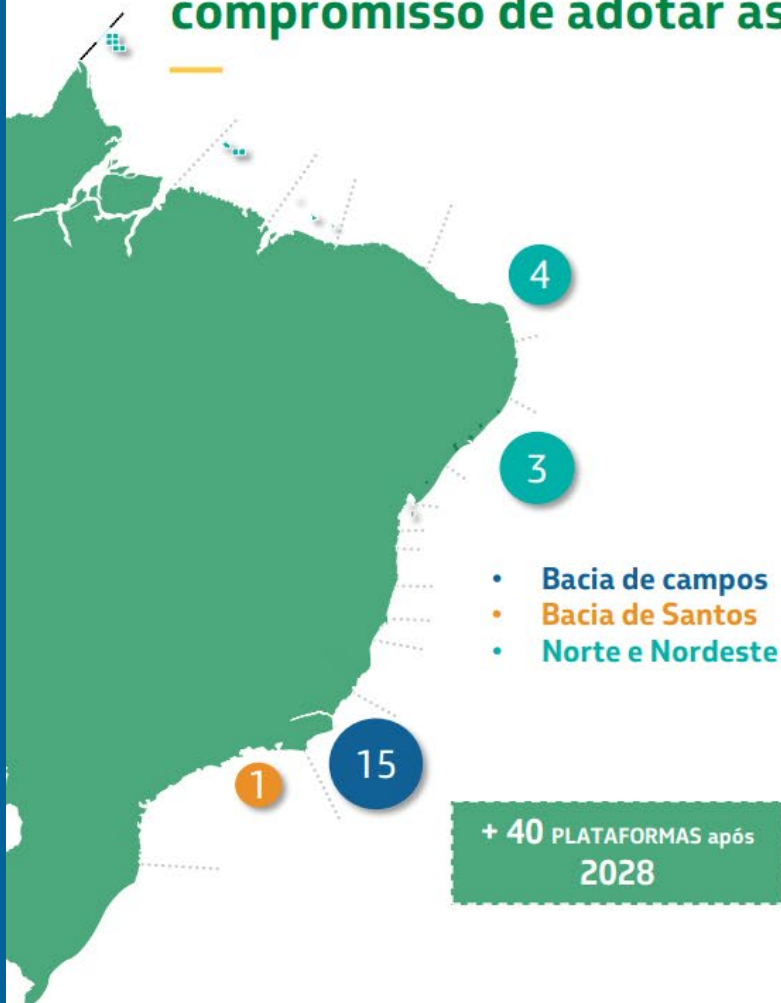 compromisso de adotar as
4
3
• Bacia de campos
• Bacia de Santos
• Norte e Nordeste
15
1
+ 40 PLATAFORMAS após
2028